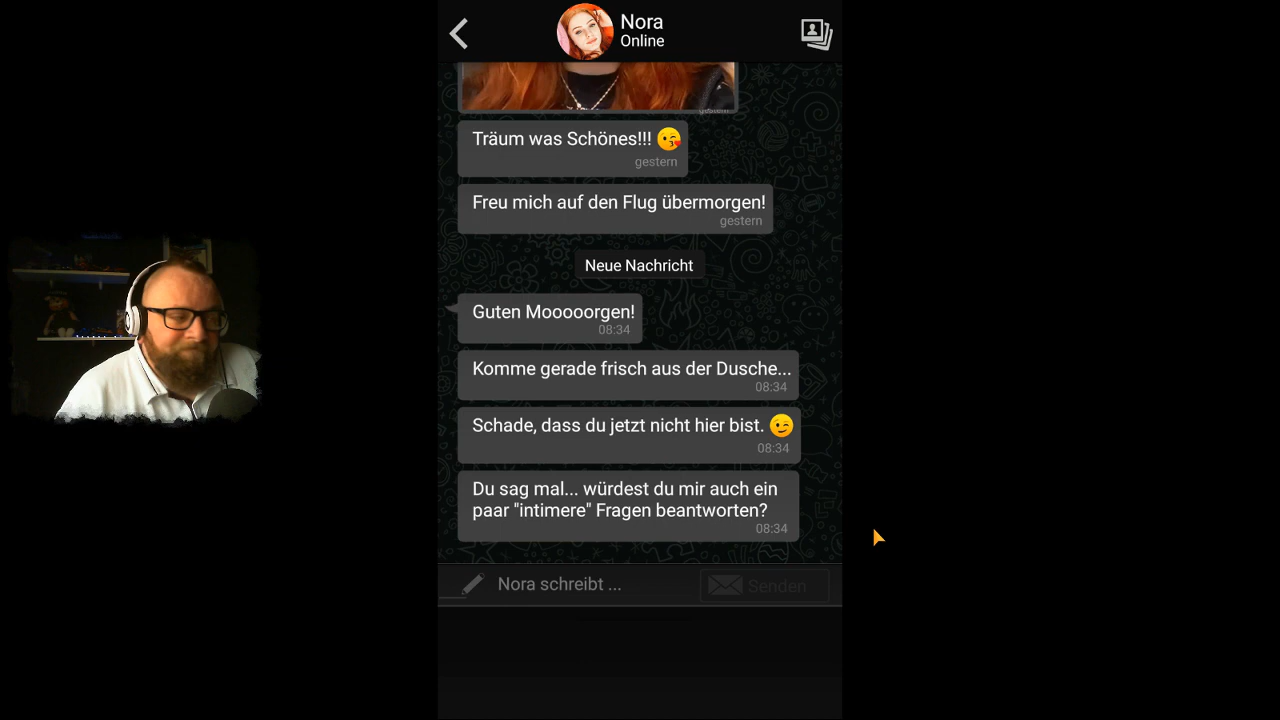 Nora
Online
Träum was Schönes!!! 😘
gestern
Freu mich auf den Flug übermorgen!
gestern
Neue Nachricht
Guten Mooooorgen!
08:34
Komme gerade frisch aus der Dusche...
08:34
Schade, dass du jetzt nicht hier bist. 😉
08:34
Du sag mal... würdest du mir auch ein
paar "intimere" Fragen beantworten?
08:34
Nora schreibt ...
Senden